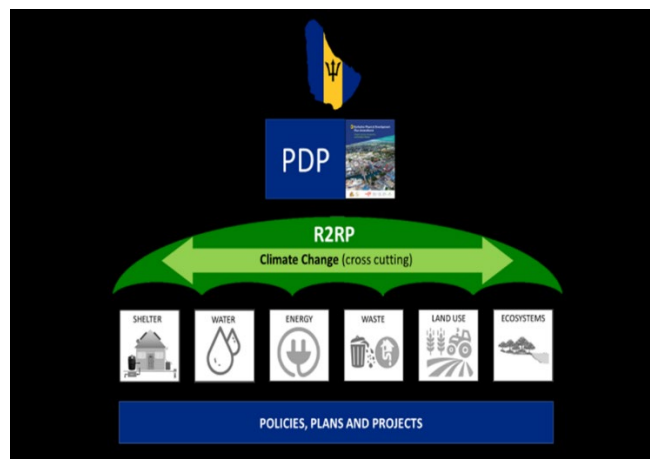 PDP
R2RP
Climate Change (cross cutting)
SHELTER
WATER
ENERGY
WASTE
LAND USE
ECOSYSTEMS
POLICIES, PLANS AND PROJECTS